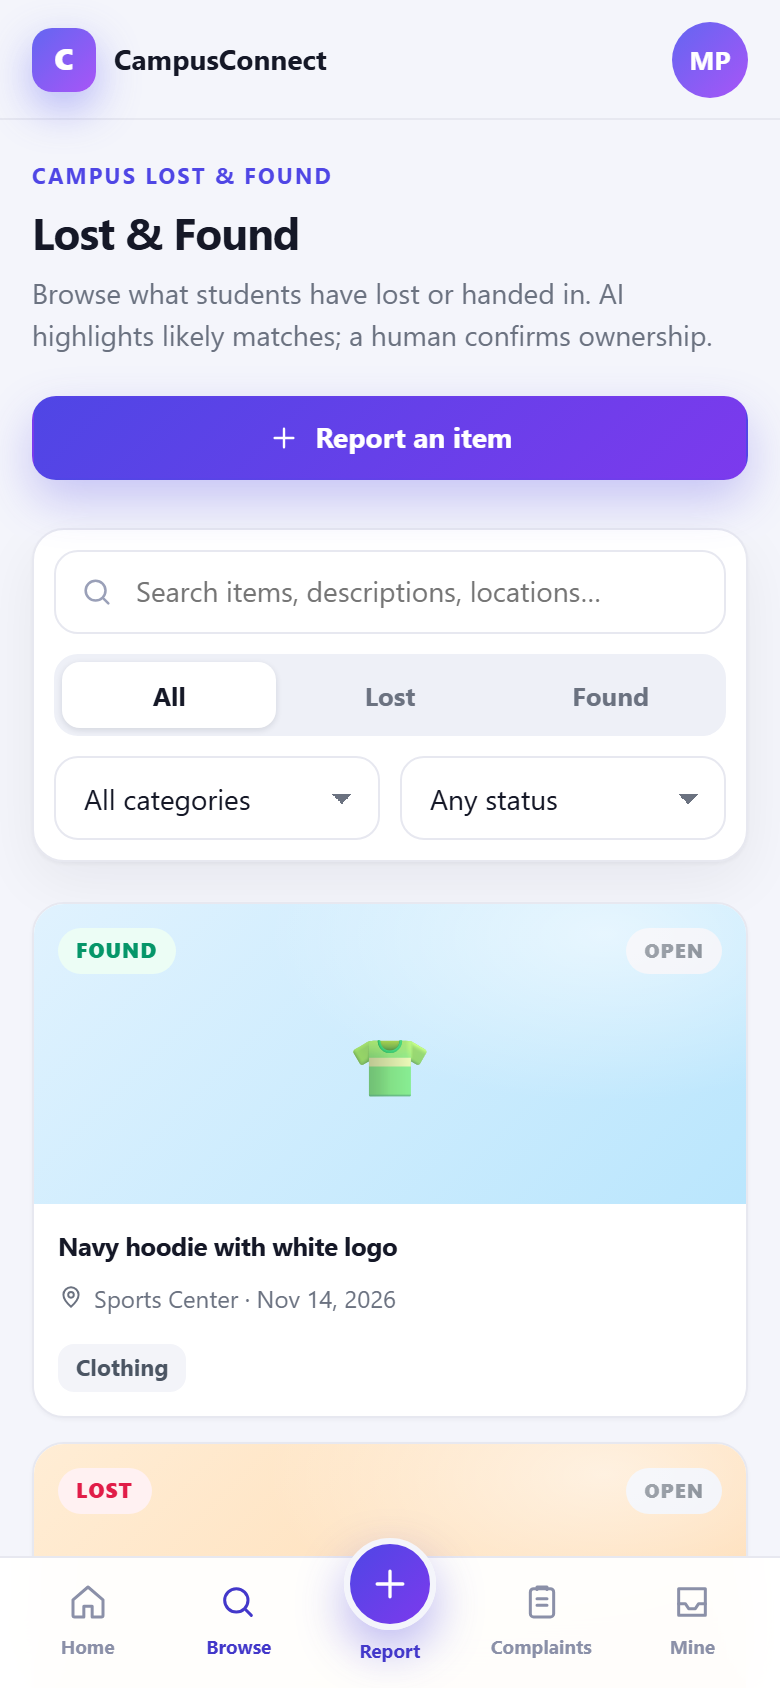 C CampusConnect MP
CAMPUS LOST & FOUND
Lost & Found
Browse what students have lost or handed in. AI
highlights likely matches; a human confirms ownership.
Report an item
Search items, descriptions, locations...
All Lost Found
All categories Any status
FOUND OPEN
Navy hoodie with white logo
Sports Center · Nov 14, 2026
Clothing
LOST OPEN
Home Browse Report Complaints Mine